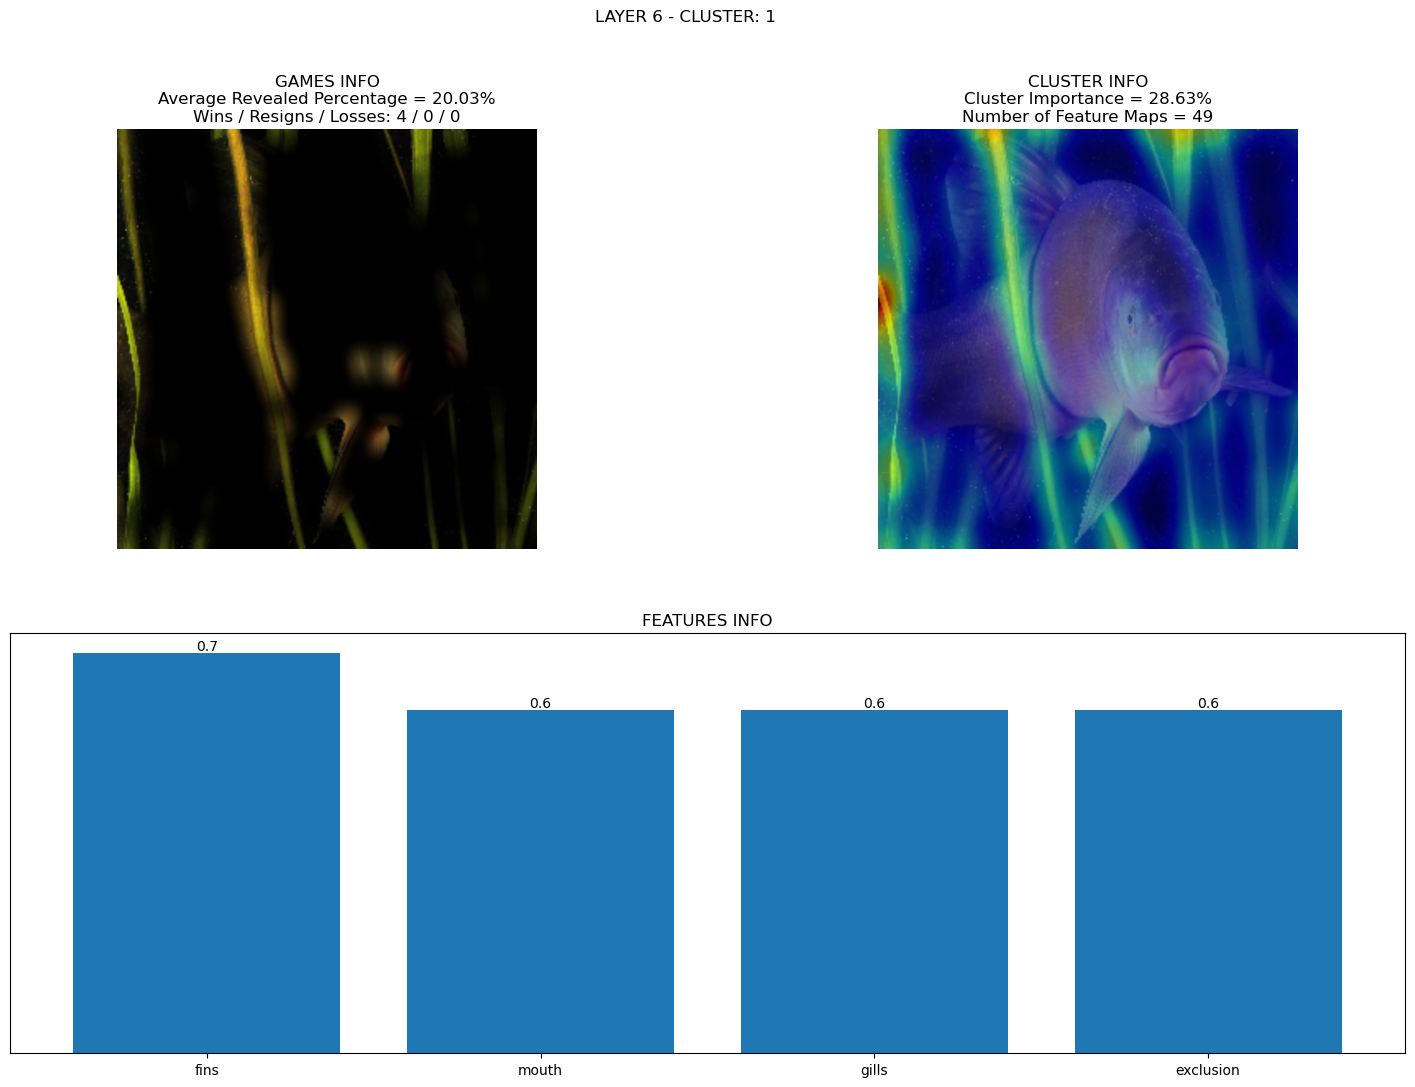 LAYER 6 - CLUSTER: 1
GAMES INFO
Average Revealed Percentage = 20.03%
Wins / Resigns / Losses: 4 / 0 / 0
CLUSTER INFO
Cluster Importance = 28.63%
Number of Feature Maps = 49
FEATURES INFO
0.7
0.6
0.6
0.6
fins
mouth
gills
exclusion